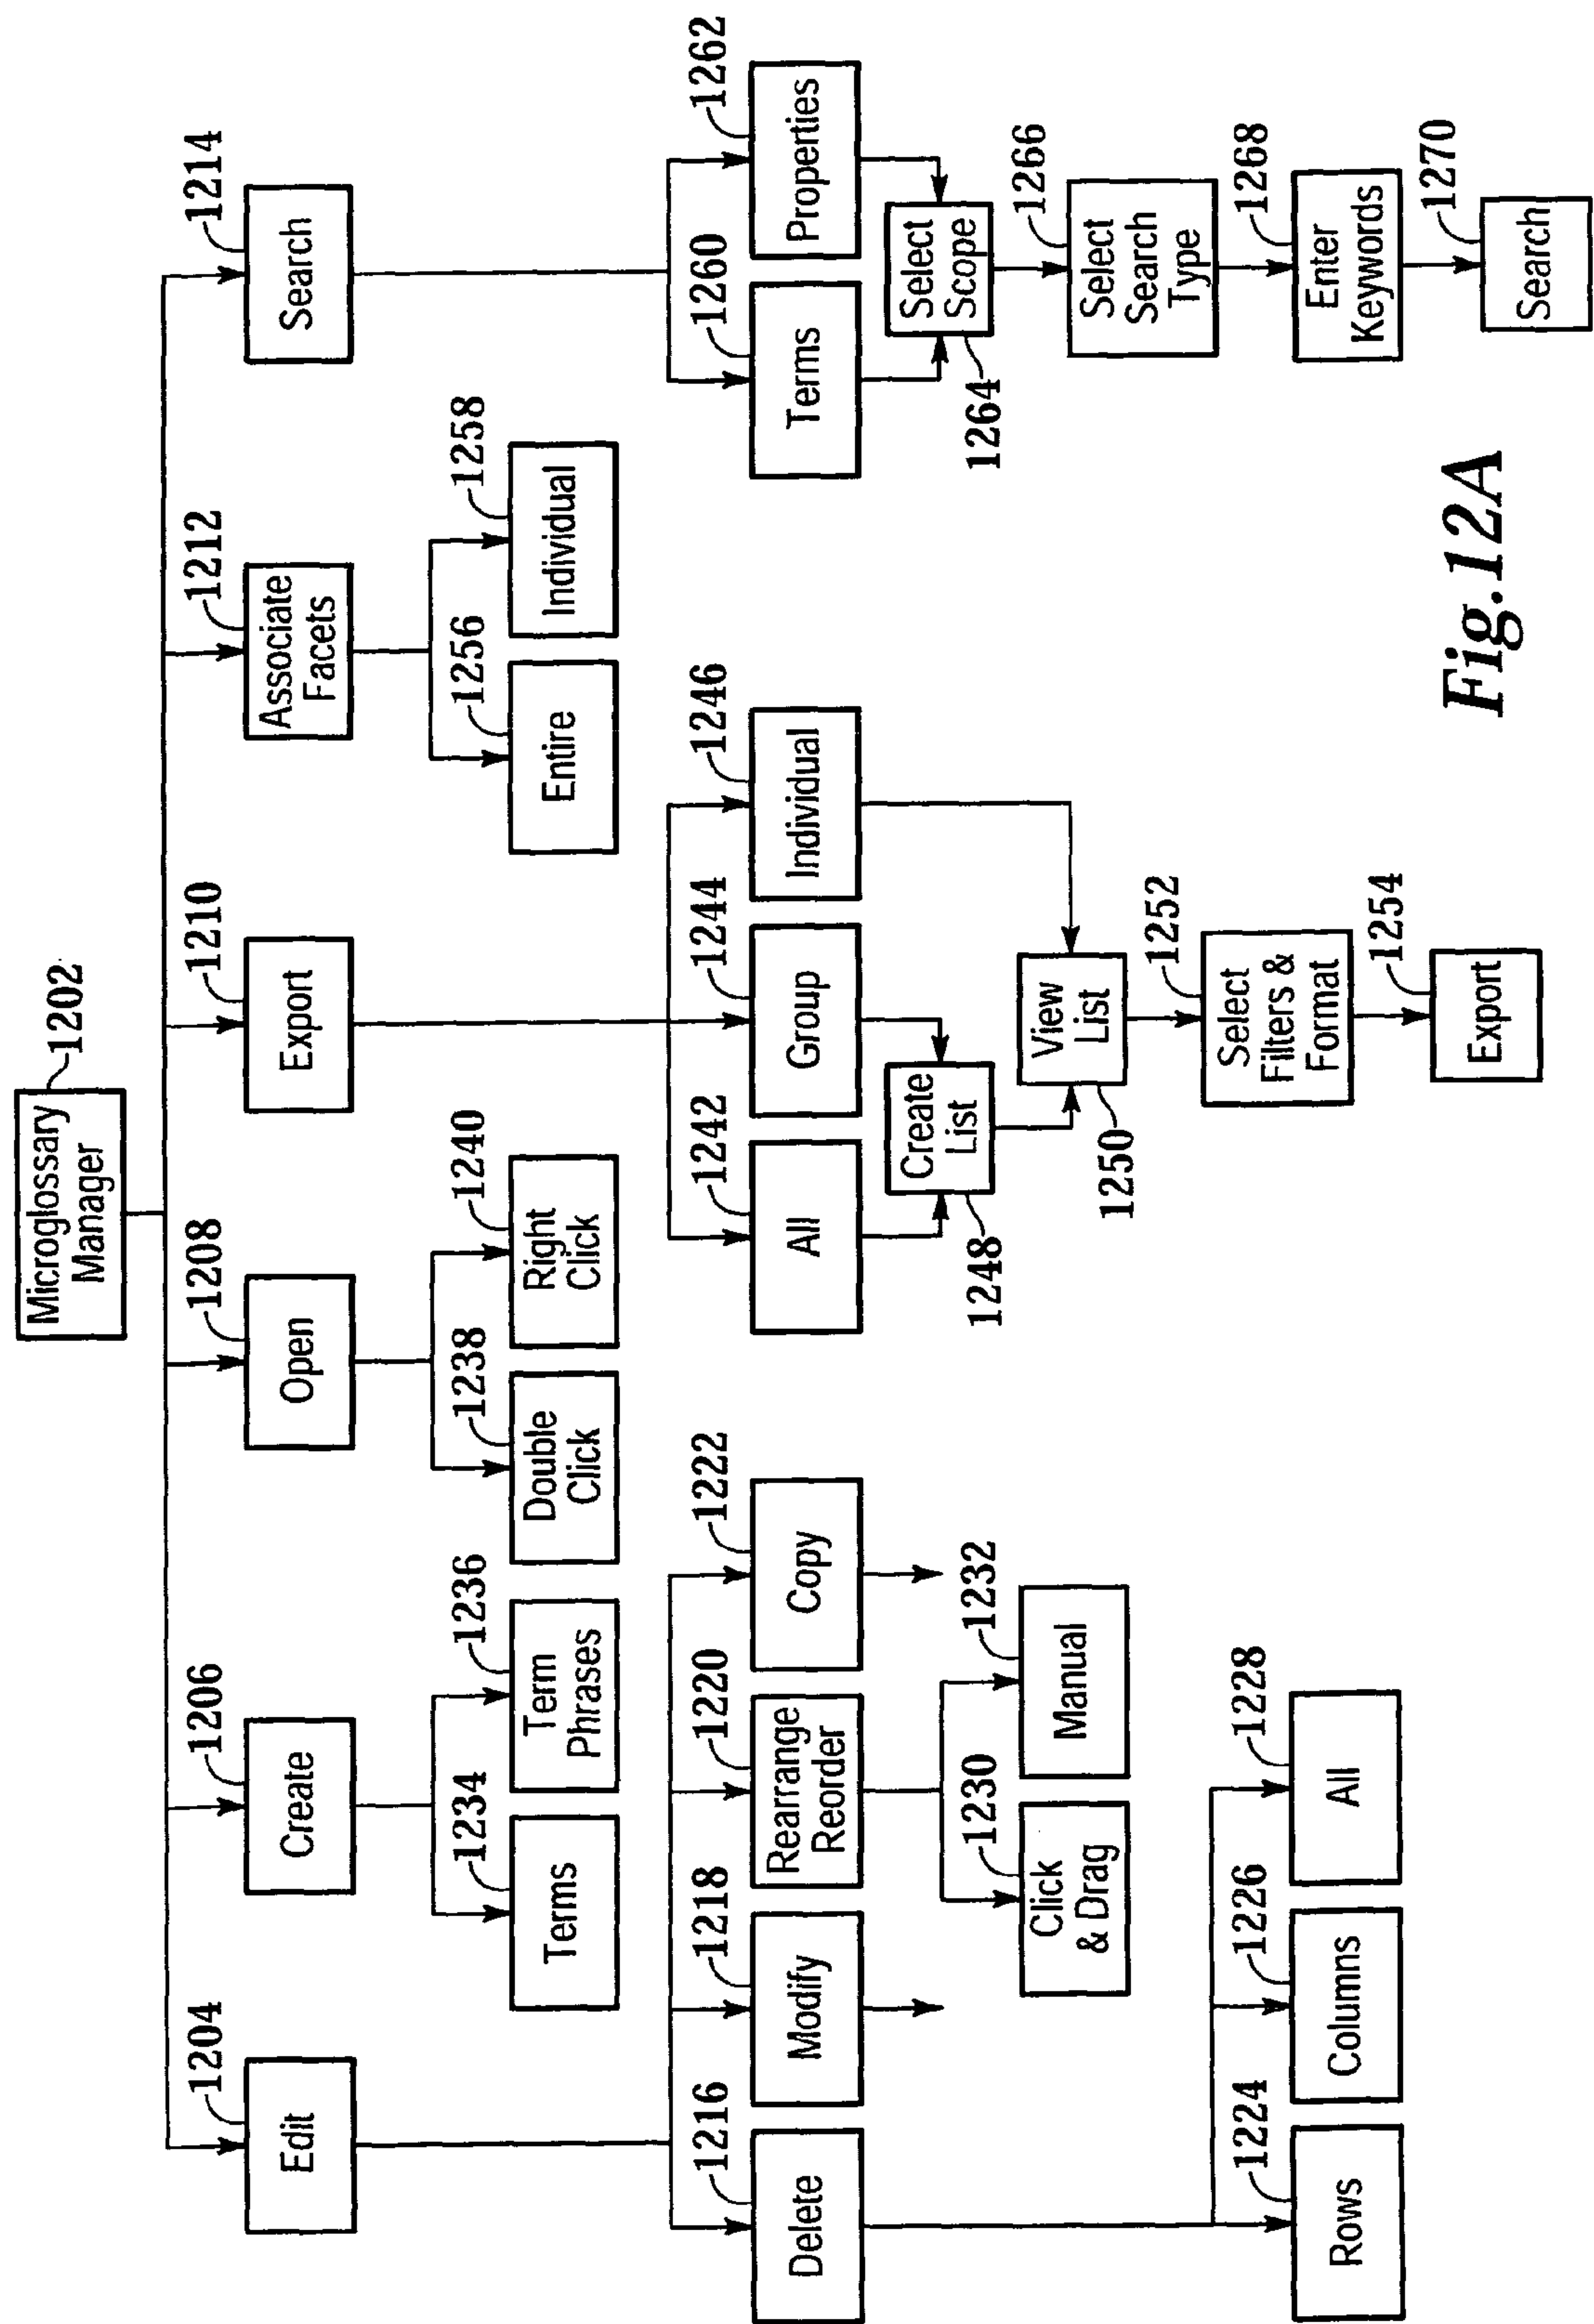 Microglossary
Manager
1202
1204
Edit
1206
Create
1208
Open
1210
Export
1212
Associate
Facets
1214
Search
1234
Terms
1236
Term
Phrases
1238
Double
Click
1240
Right
Click
1256
Entire
1258
Individual
1216
Delete
1218
Modify
1220
Rearrange
Reorder
1222
Copy
1242
All
1244
Group
1246
Individual
1260
Terms
1262
Properties
Create
List
1248
Select
Scope
1264
1230
Click
& Drag
1232
Manual
View
List
1250
1266
Select
Search
Type
1252
Select
Filters &
Format
1224
Rows
1226
Columns
1228
All
1268
Enter
Keywords
1254
Export
1270
Search
Fig.12A